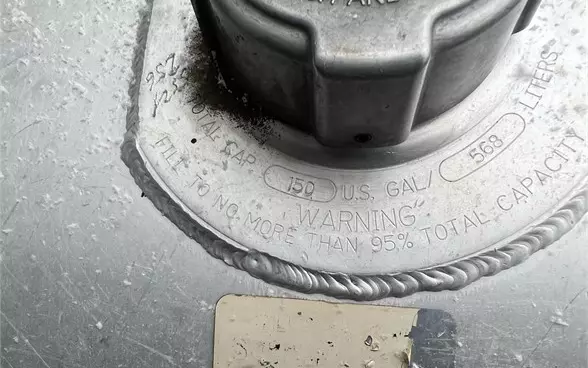 TOTAL CAP. 150 U.S. GAL/ 568 LITERS
"WARNING"
FILL TO NO MORE THAN 95% TOTAL CAPACITY